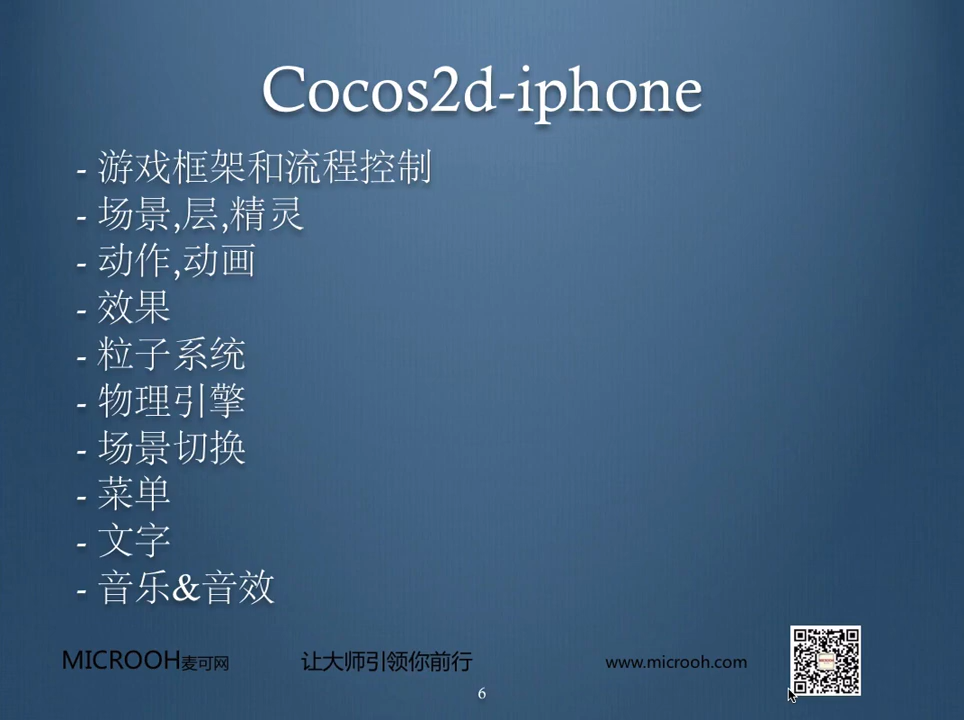 Cocos2d-iphone
- 游戏框架和流程控制
- 场景,层,精灵
- 动作,动画
- 效果
- 粒子系统
- 物理引擎
- 场景切换
- 菜单
- 文字
- 音乐&音效
MICROOH麦可网 让大师引领你前行 www.microoh.com
6